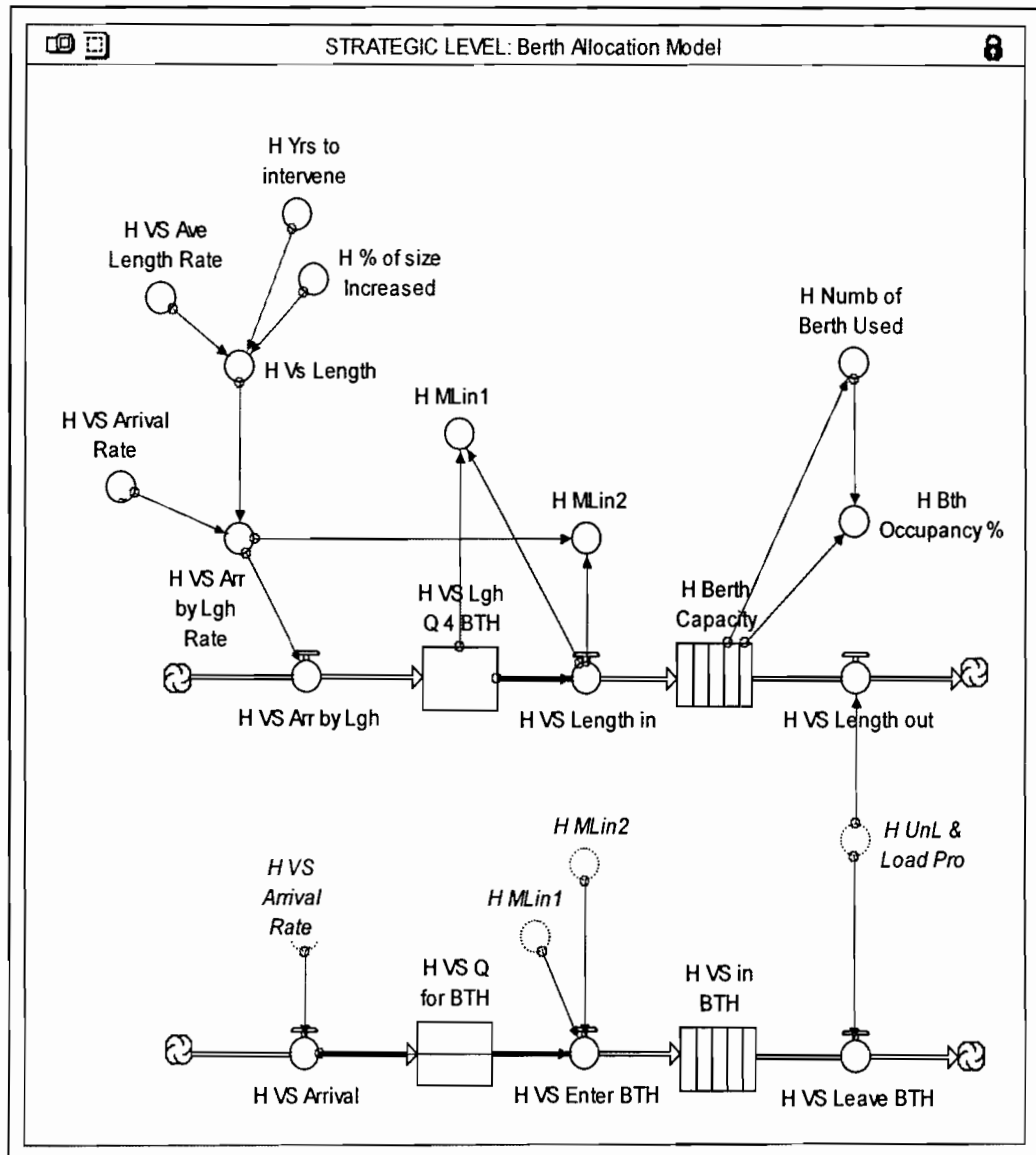 STRATEGIC LEVEL: Berth Allocation Model
H Yrs to
intervene
H VS Ave
Length Rate
H % of size
Increased
H Numb of
Berth Used
H Vs Length
H MLin1
H VS Arrival
Rate
H MLin2
H Bth
Occupancy %
H VS Arr
by Lgh
Rate
H VS Lgh
Q 4 BTH
H Berth
Capacity
H VS Arr by Lgh
H VS Length in
H VS Length out
H MLin2
H UnL &
Load Pro
H VS
Arrival
Rate
H MLin1
H VS Q
for BTH
H VS in
BTH
H VS Arrival
H VS Enter BTH
H VS Leave BTH